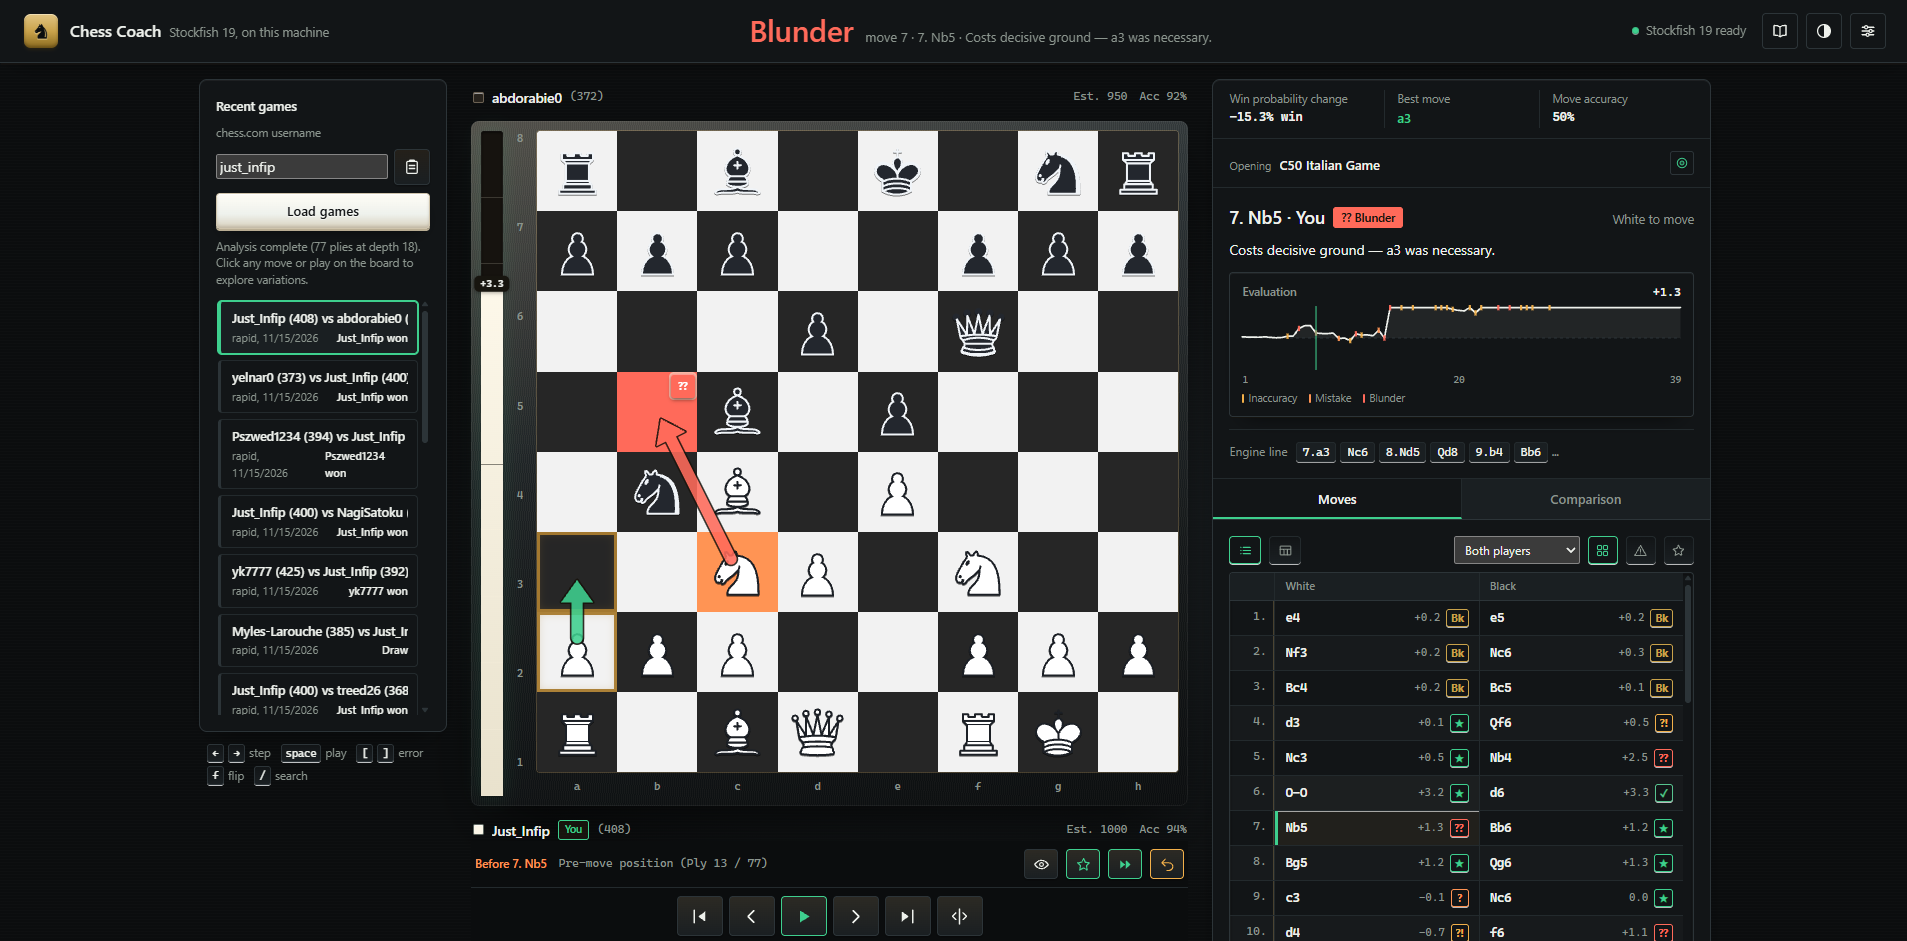 Chess Coach Stockfish 19, on this machine
Blunder move 7 · 7. Nb5 · Costs decisive ground — a3 was necessary.
Stockfish 19 ready
Recent games
chess.com username
just_infip
Load games
Analysis complete (77 plies at depth 18).
Click any move or play on the board to
explore variations.
Just_Infip (408) vs abdorabie0 (
rapid, 11/15/2026 Just_Infip won
yelnar0 (373) vs Just_Infip (400)
rapid, 11/15/2026 Just_Infip won
Pszwed1234 (394) vs Just_Infip
rapid, Pszwed1234
11/15/2026 won
Just_Infip (400) vs NagiSatoku (
rapid, 11/15/2026 Just_Infip won
yk7777 (425) vs Just_Infip (392)
rapid, 11/15/2026 yk7777 won
Myles-Larouche (385) vs Just_Ir
rapid, 11/15/2026 Draw
Just_Infip (400) vs treed26 (368
rapid, 11/15/2026 Just_Infip won
← → step space play [ ] error
f flip / search
abdorabie0 (372) Est. 950 Acc 92%
+3.3
8
7
6
5
4
3
2
1
??
a b c d e f g h
Just_Infip You (408) Est. 1000 Acc 94%
Before 7. Nb5 Pre-move position (Ply 13 / 77)
Win probability change Best move Move accuracy
−15.3% win a3 50%
Opening C50 Italian Game
7. Nb5 · You ?? Blunder White to move
Costs decisive ground — a3 was necessary.
Evaluation +1.3
1 20 39
Inaccuracy Mistake Blunder
Engine line 7.a3 Nc6 8.Nd5 Qd8 9.b4 Bb6 …
Moves Comparison
Both players
White Black
1. e4 +0.2 Bk e5 +0.2 Bk
2. Nf3 +0.2 Bk Nc6 +0.3 Bk
3. Bc4 +0.2 Bk Bc5 +0.1 Bk
4. d3 +0.1 ★ Qf6 +0.5 ?!
5. Nc3 +0.5 ★ Nb4 +2.5 ??
6. O-O +3.2 ★ d6 +3.3 ✓
7. Nb5 +1.3 ?? Bb6 +1.2 ★
8. Bg5 +1.2 ★ Qg6 +1.3 ★
9. c3 −0.1 ? Nc6 0.0 ★
10. d4 −0.7 ?! f6 +1.1 ??